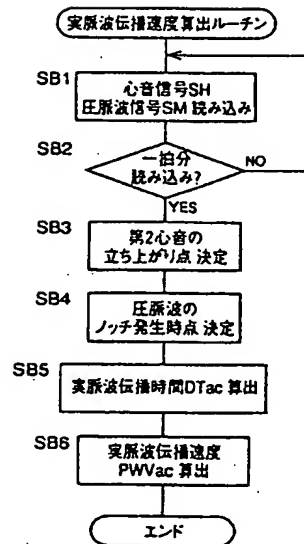 実脈波伝播速度算出ルーチン
SB1
心音信号SH
圧脈波信号SM 読み込み
SB2
一拍分
読み込み?
NO
YES
SB3
第2心音の
立ち上がり点 決定
SB4
圧脈波の
ノッチ発生時点 決定
SB5
実脈波伝播時間DTac 算出
SB6
実脈波伝播速度
PWVac 算出
エンド